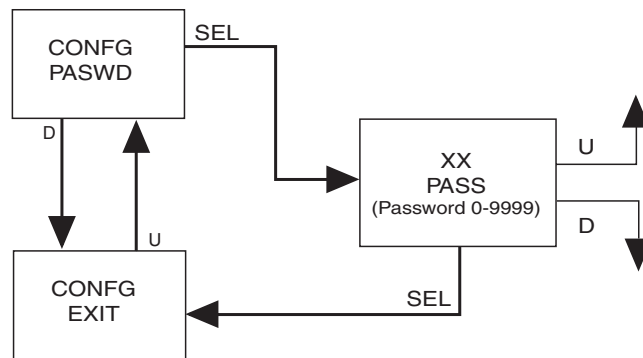 CONFG
PASWD
SEL
D
U
XX
PASS
(Password 0-9999)
U
D
CONFG
EXIT
SEL